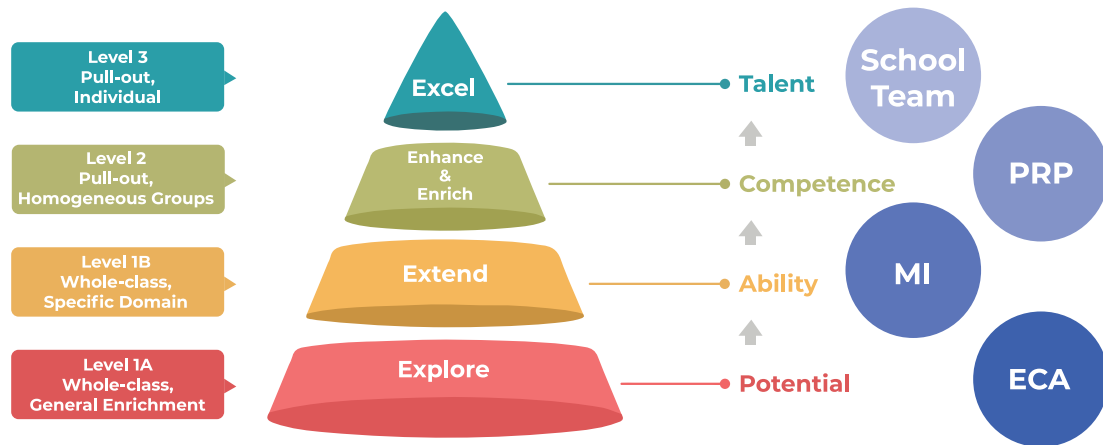 Level 3
Pull-out,
Individual
Excel
Talent
School
Team
Level 2
Pull-out,
Homogeneous Groups
Enhance
&
Enrich
Competence
PRP
Level 1B
Whole-class,
Specific Domain
Extend
Ability
MI
Level 1A
Whole-class,
General Enrichment
Explore
Potential
ECA